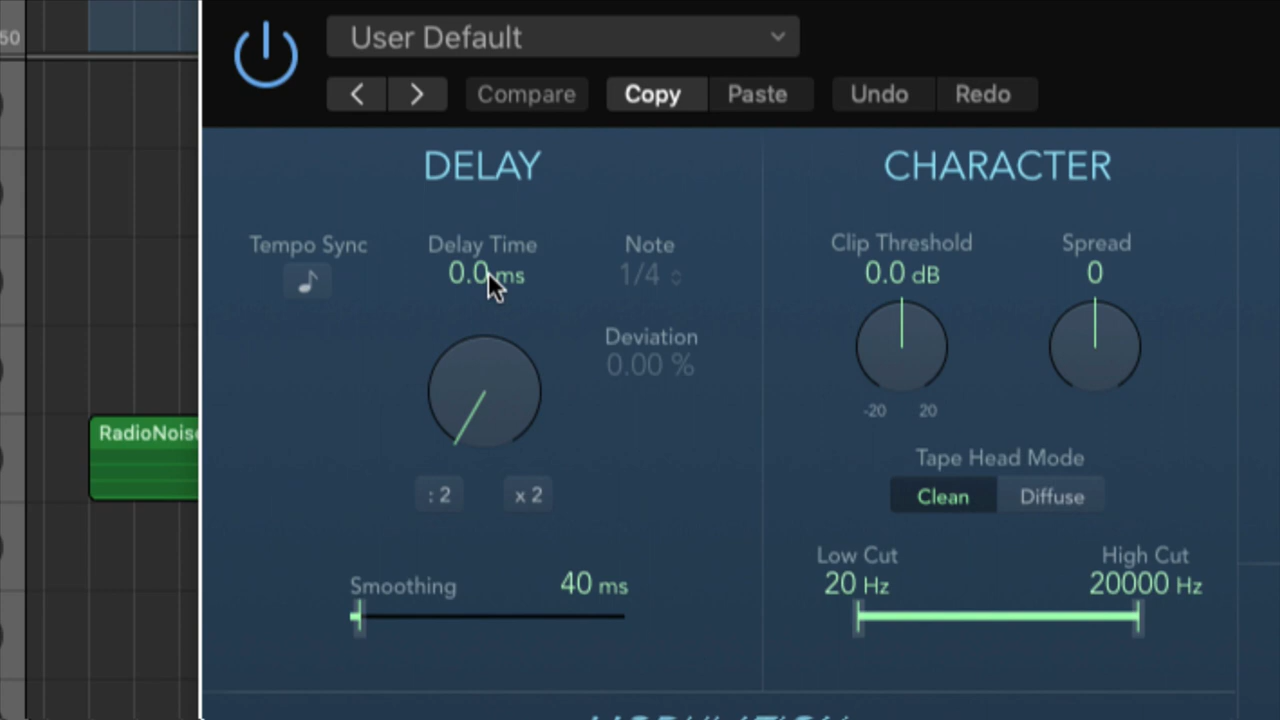 50
User Default
Compare
Copy
Paste
Undo
Redo
DELAY
CHARACTER
Tempo Sync
Delay Time
0.0 ms
Note
1/4
Deviation
0.00 %
: 2
x 2
Smoothing
40 ms
Clip Threshold
0.0 dB
-20
20
Spread
0
Tape Head Mode
Clean
Diffuse
Low Cut
20 Hz
High Cut
20000 Hz
RadioNoise